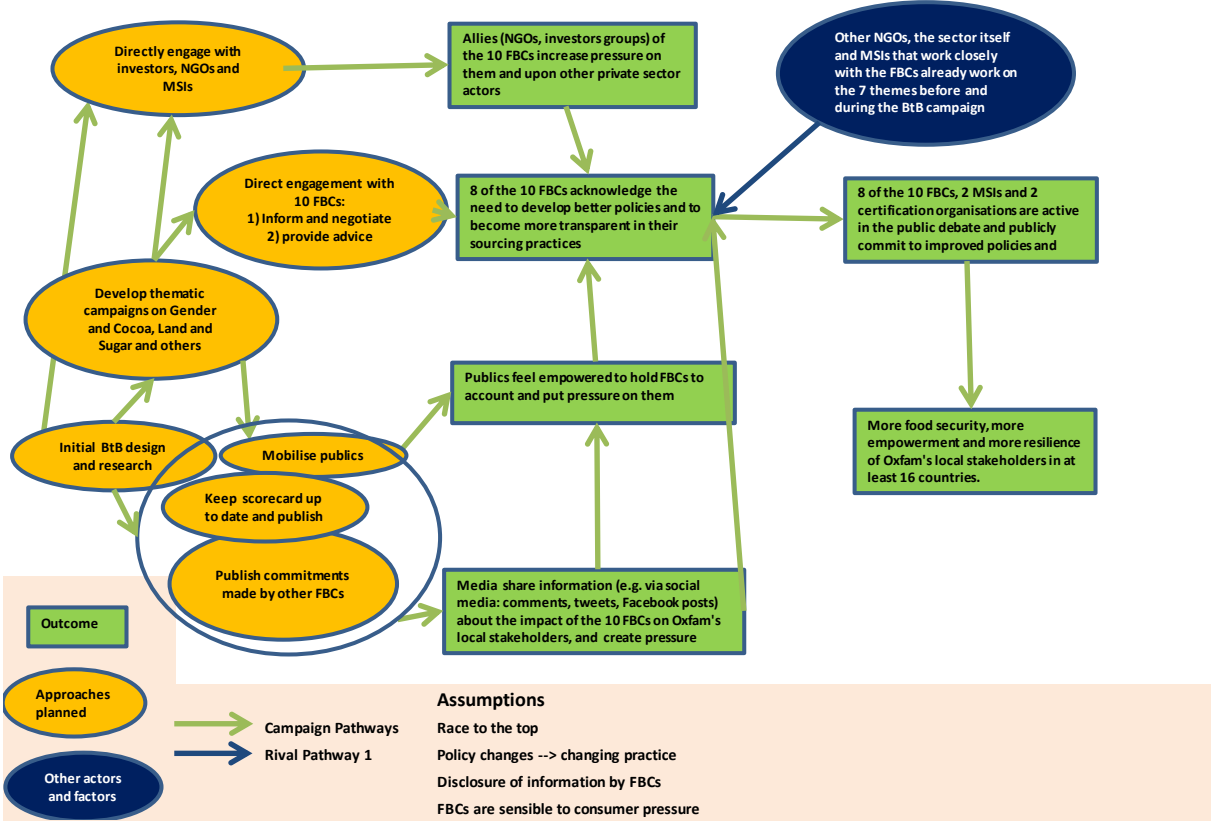 Directly engage with
investors, NGOs and
MSIs
Allies (NGOs, investors groups) of
the 10 FBCs increase pressure on
them and upon other private sector
actors
Other NGOs, the sector itself
and MSIs that work closely
with the FBCs already work on
the 7 themes before and
during the BtB campaign
Direct engagement with
10 FBCs:
1) Inform and negotiate
2) provide advice
8 of the 10 FBCs acknowledge the
need to develop better policies and to
become more transparent in their
sourcing practices
8 of the 10 FBCs, 2 MSIs and 2
certification organisations are active
in the public debate and publicly
commit to improved policies and
Develop thematic
campaigns on Gender
and Cocoa, Land and
Sugar and others
Publics feel empowered to hold FBCs to
account and put pressure on them
More food security, more
empowerment and more resilience
of Oxfam's local stakeholders in at
least 16 countries.
Initial BtB design
and research
Mobilise publics
Keep scorecard up
to date and publish
Publish commitments
made by other FBCs
Media share information (e.g. via social
media: comments, tweets, Facebook posts)
about the impact of the 10 FBCs on Oxfam's
local stakeholders, and create pressure
Outcome
Approaches
planned
Other actors
and factors
Campaign Pathways
Rival Pathway 1
Assumptions
Race to the top
Policy changes --> changing practice
Disclosure of information by FBCs
FBCs are sensible to consumer pressure